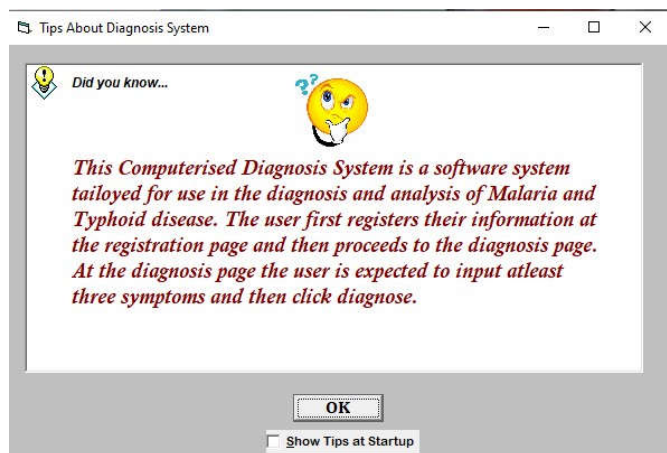 Tips About Diagnosis System
Did you know...
??
This Computerised Diagnosis System is a software system
tailoyed for use in the diagnosis and analysis of Malaria and
Typhoid disease. The user first registers their information at
the registration page and then proceeds to the diagnosis page.
At the diagnosis page the user is expected to input atleast
three symptoms and then click diagnose.
OK
Show Tips at Startup